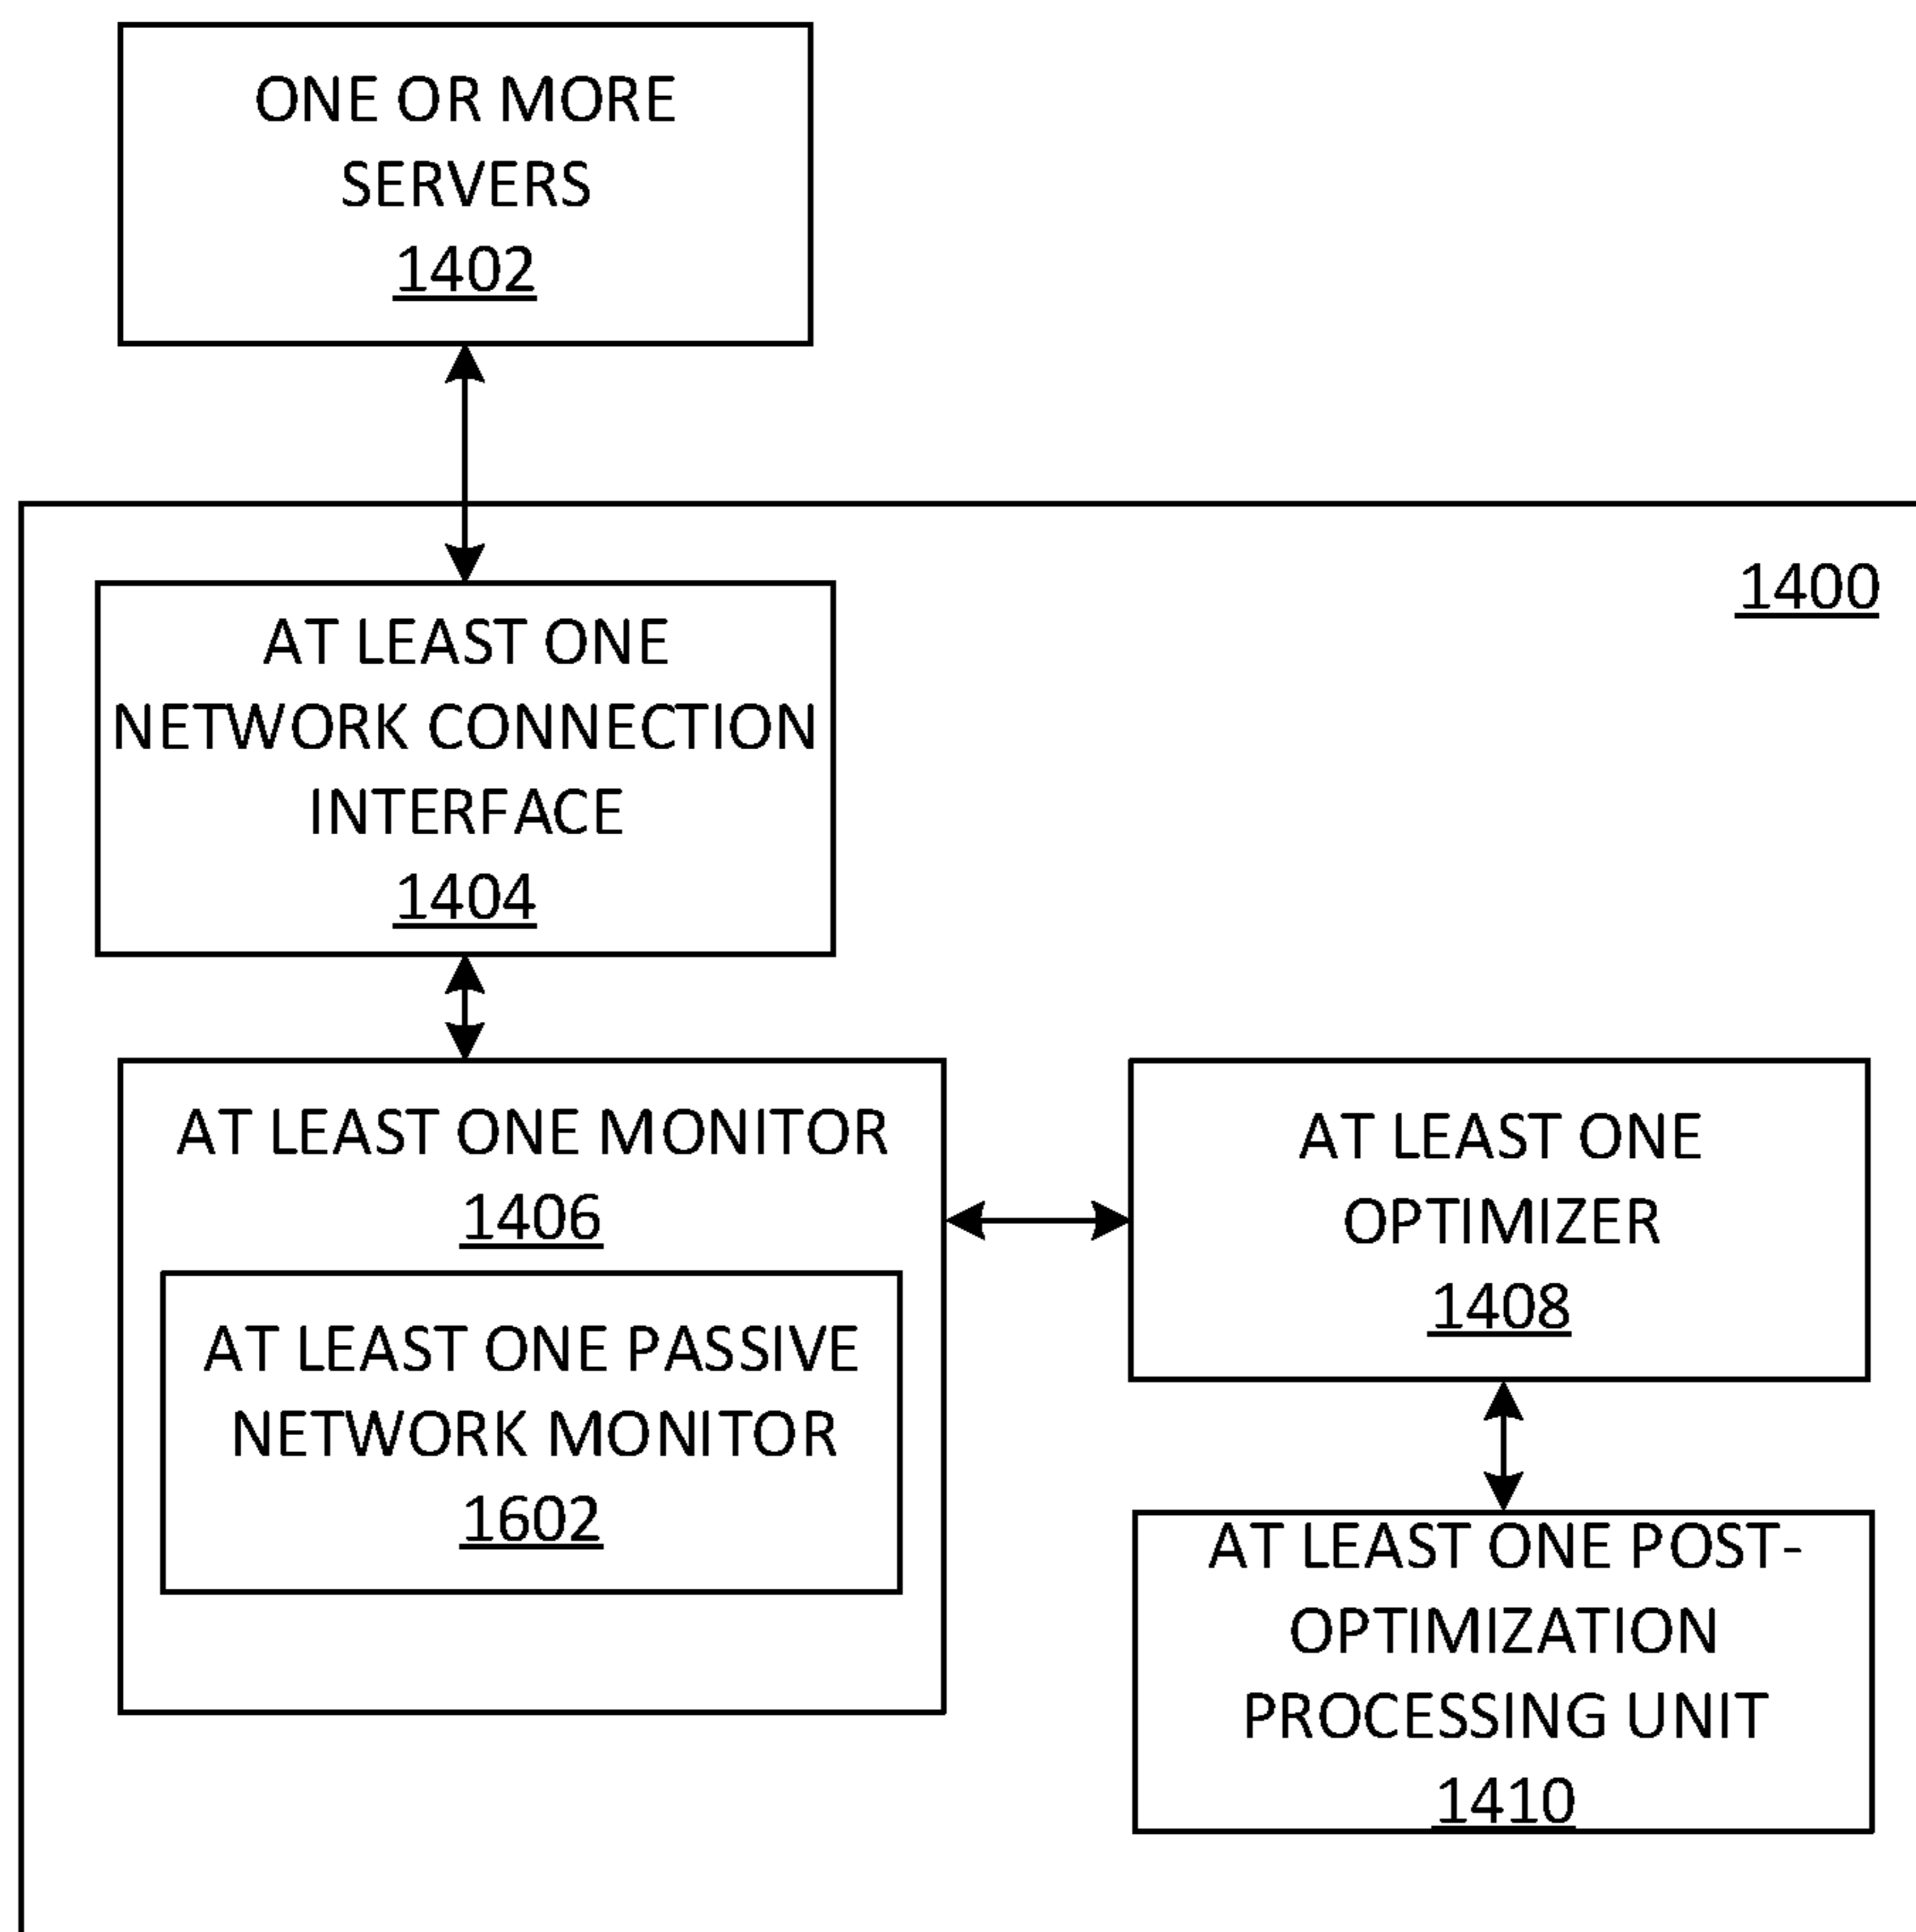 ONE OR MORE
SERVERS
1402
1400
AT LEAST ONE
NETWORK CONNECTION
INTERFACE
1404
AT LEAST ONE MONITOR
1406
AT LEAST ONE PASSIVE
NETWORK MONITOR
1602
AT LEAST ONE
OPTIMIZER
1408
AT LEAST ONE POST-
OPTIMIZATION
PROCESSING UNIT
1410